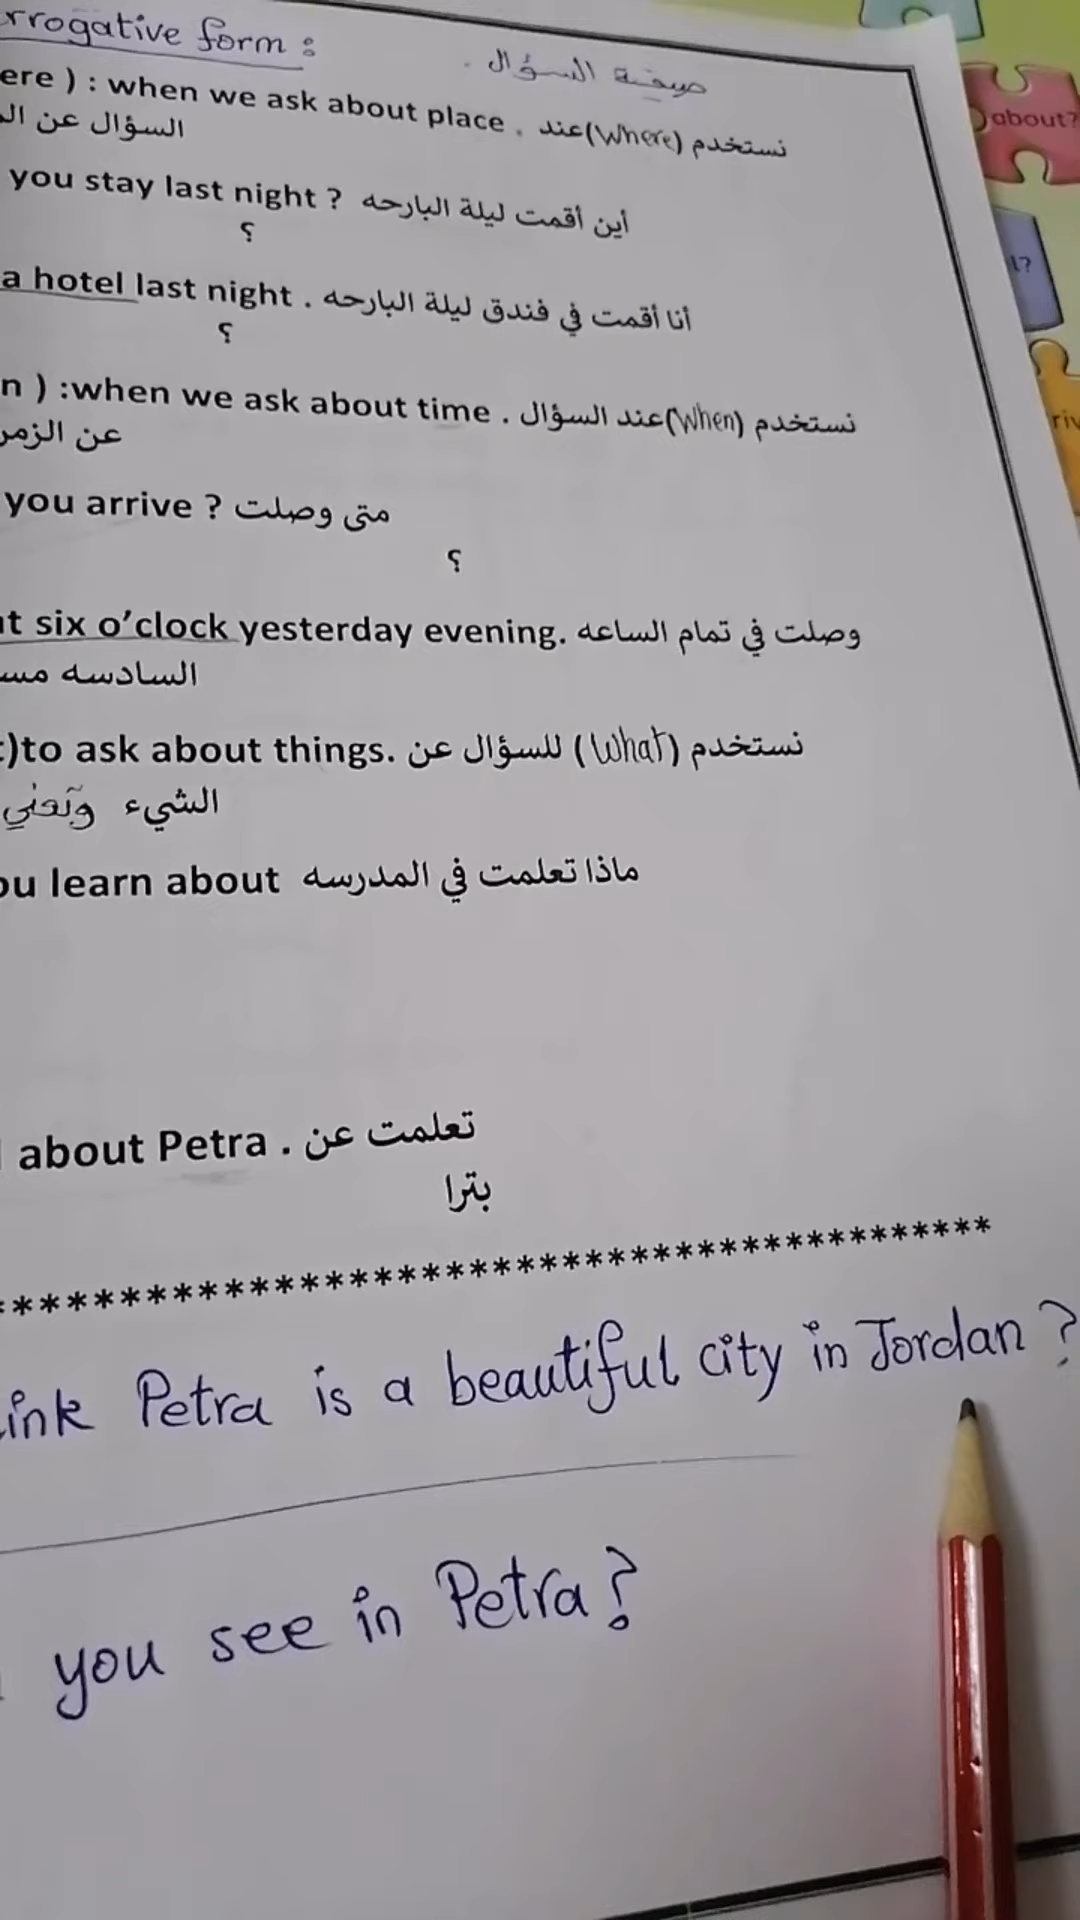 rrogative form :
صيغة السؤال .
ere ) : when we ask about place . نستخدم (Where)عند
السؤال عن الم
you stay last night ? أين أقمت ليلة البارحه
؟
a hotel last night . أنا أقمت في فندق ليلة البارحه
؟
n ) :when we ask about time . نستخدم (When)عند السؤال
عن الزمن
you arrive ? متى وصلت
؟
at six o’clock yesterday evening. وصلت في تمام الساعه
السادسه مس
t)to ask about things. نستخدم (What) للسؤال عن
الشيء وتعني
ou learn about ماذا تعلمت في المدرسه
about Petra . تعلمت عن
بترا
**************************************
ink Petra is a beautiful city in Jordan ?
you see in Petra?
about?
l?
riv